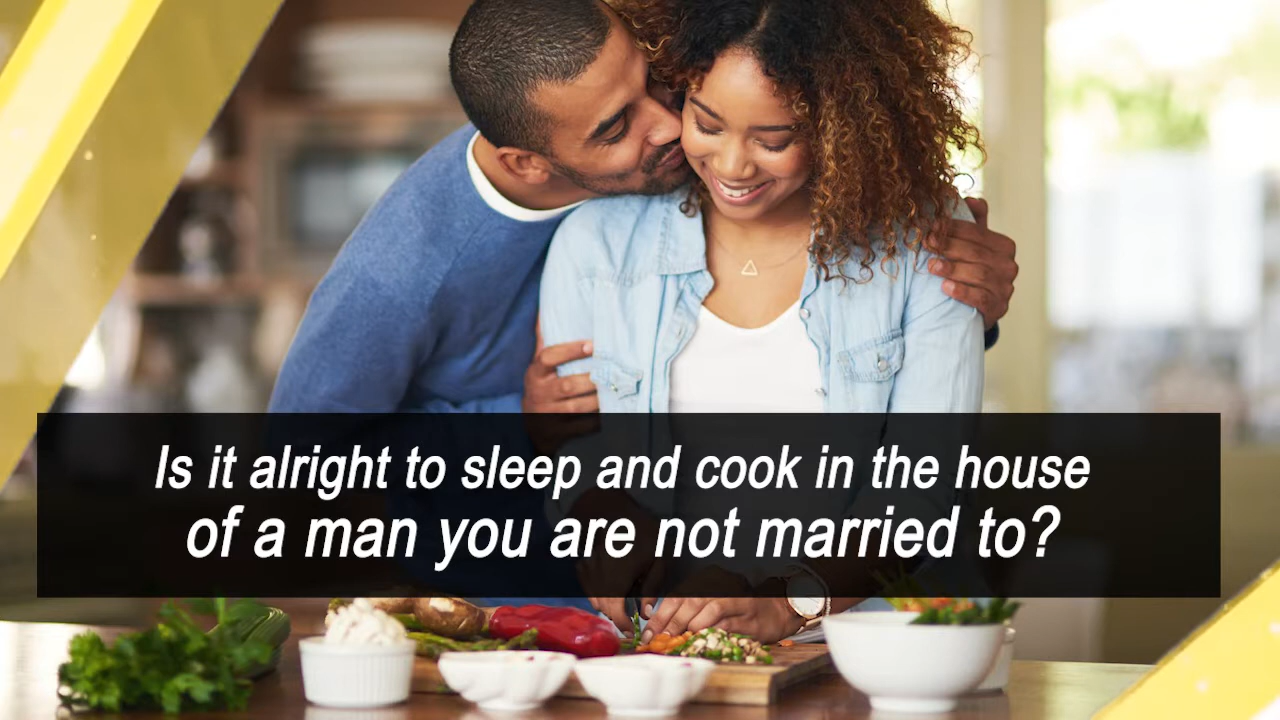 Is it alright to sleep and cook in the house
of a man you are not married to?